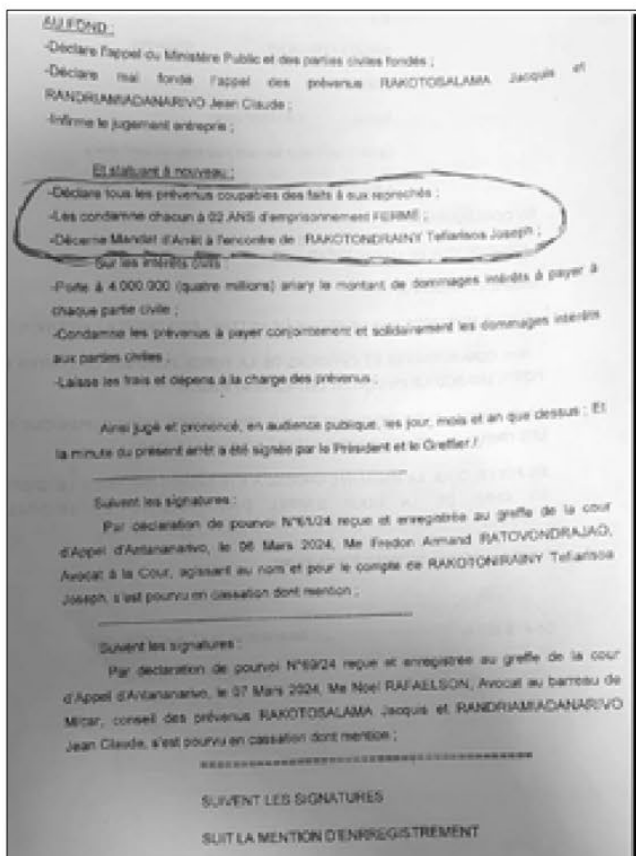 AU FOND :
-Déclare l'appel du Ministère Public et des parties civiles fondés ;
-Déclare mal fondé l'appel des prévenus RAKOTOSALAMA Jacquis et
RANDRIAMIADANARIVO Jean Claude ;
-Infirme le jugement entrepris ;
Et statuant à nouveau :
-Déclare tous les prévenus coupables des faits à eux reprochés ;
-Les condamne chacun à 02 ANS d'emprisonnement FERME ;
-Décerne Mandat d'Arrêt à l'encontre de : RAKOTONDRAINY Tefiarisoa Joseph ;
Sur les intérêts civils :
-Porte à 4.000.000 (quatre millions) ariary le montant de dommages intérêts à payer à
chaque partie civile ;
-Condamne les prévenus à payer conjointement et solidairement les dommages intérêts
aux parties civiles ;
-Laisse les frais et dépens à la charge des prévenus ;
Ainsi jugé et prononcé, en audience publique, les jour, mois et an que dessus ; Et
la minute du présent arrêt a été signée par le Président et le Greffier./.
Suivent les signatures :
Par déclaration de pourvoi N°61/24 reçue et enregistrée au greffe de la cour
d'Appel d'Antananarivo, le 06 Mars 2024, Me Fredon Armand RATOVONDRAJAO,
Avocat à la Cour, agissant au nom et pour le compte de RAKOTONIRAINY Tefiarisoa
Joseph, s'est pourvu en cassation dont mention ;
Suivent les signatures :
Par déclaration de pourvoi N°69/24 reçue et enregistrée au greffe de la cour
d'Appel d'Antananarivo, le 07 Mars 2024, Me Noel RAFAELSON, Avocat au barreau de
M/car, conseil des prévenus RAKOTOSALAMA Jacquis et RANDRIAMIADANARIVO
Jean Claude, s'est pourvu en cassation dont mention ;
SUIVENT LES SIGNATURES
SUIT LA MENTION D'ENRREGISTREMENT